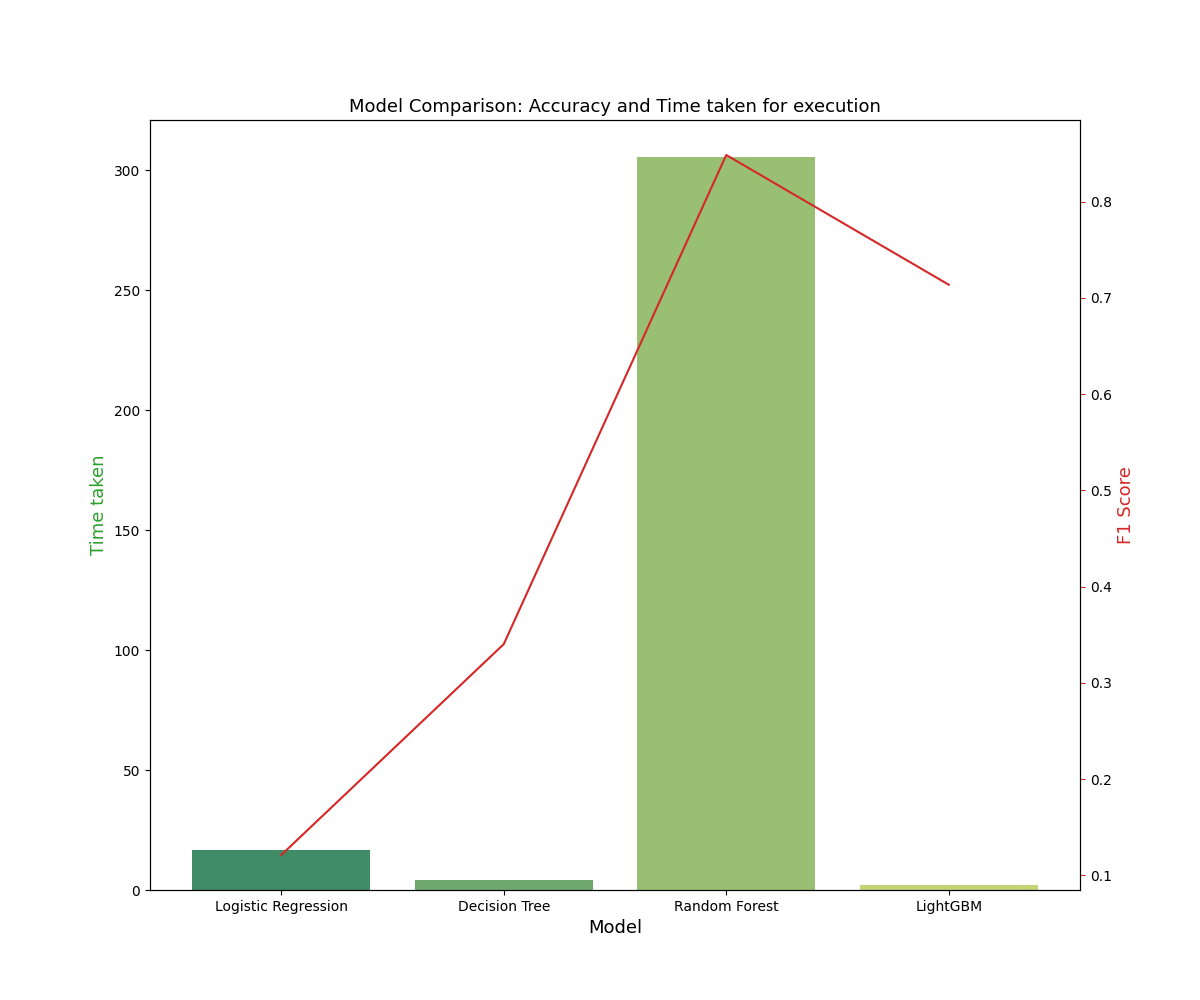 Model Comparison: Accuracy and Time taken for execution
300
250
200
150
100
50
0
Time taken
0.8
0.7
0.6
0.5
0.4
0.3
0.2
0.1
F1 Score
Logistic Regression
Decision Tree
Random Forest
LightGBM
Model